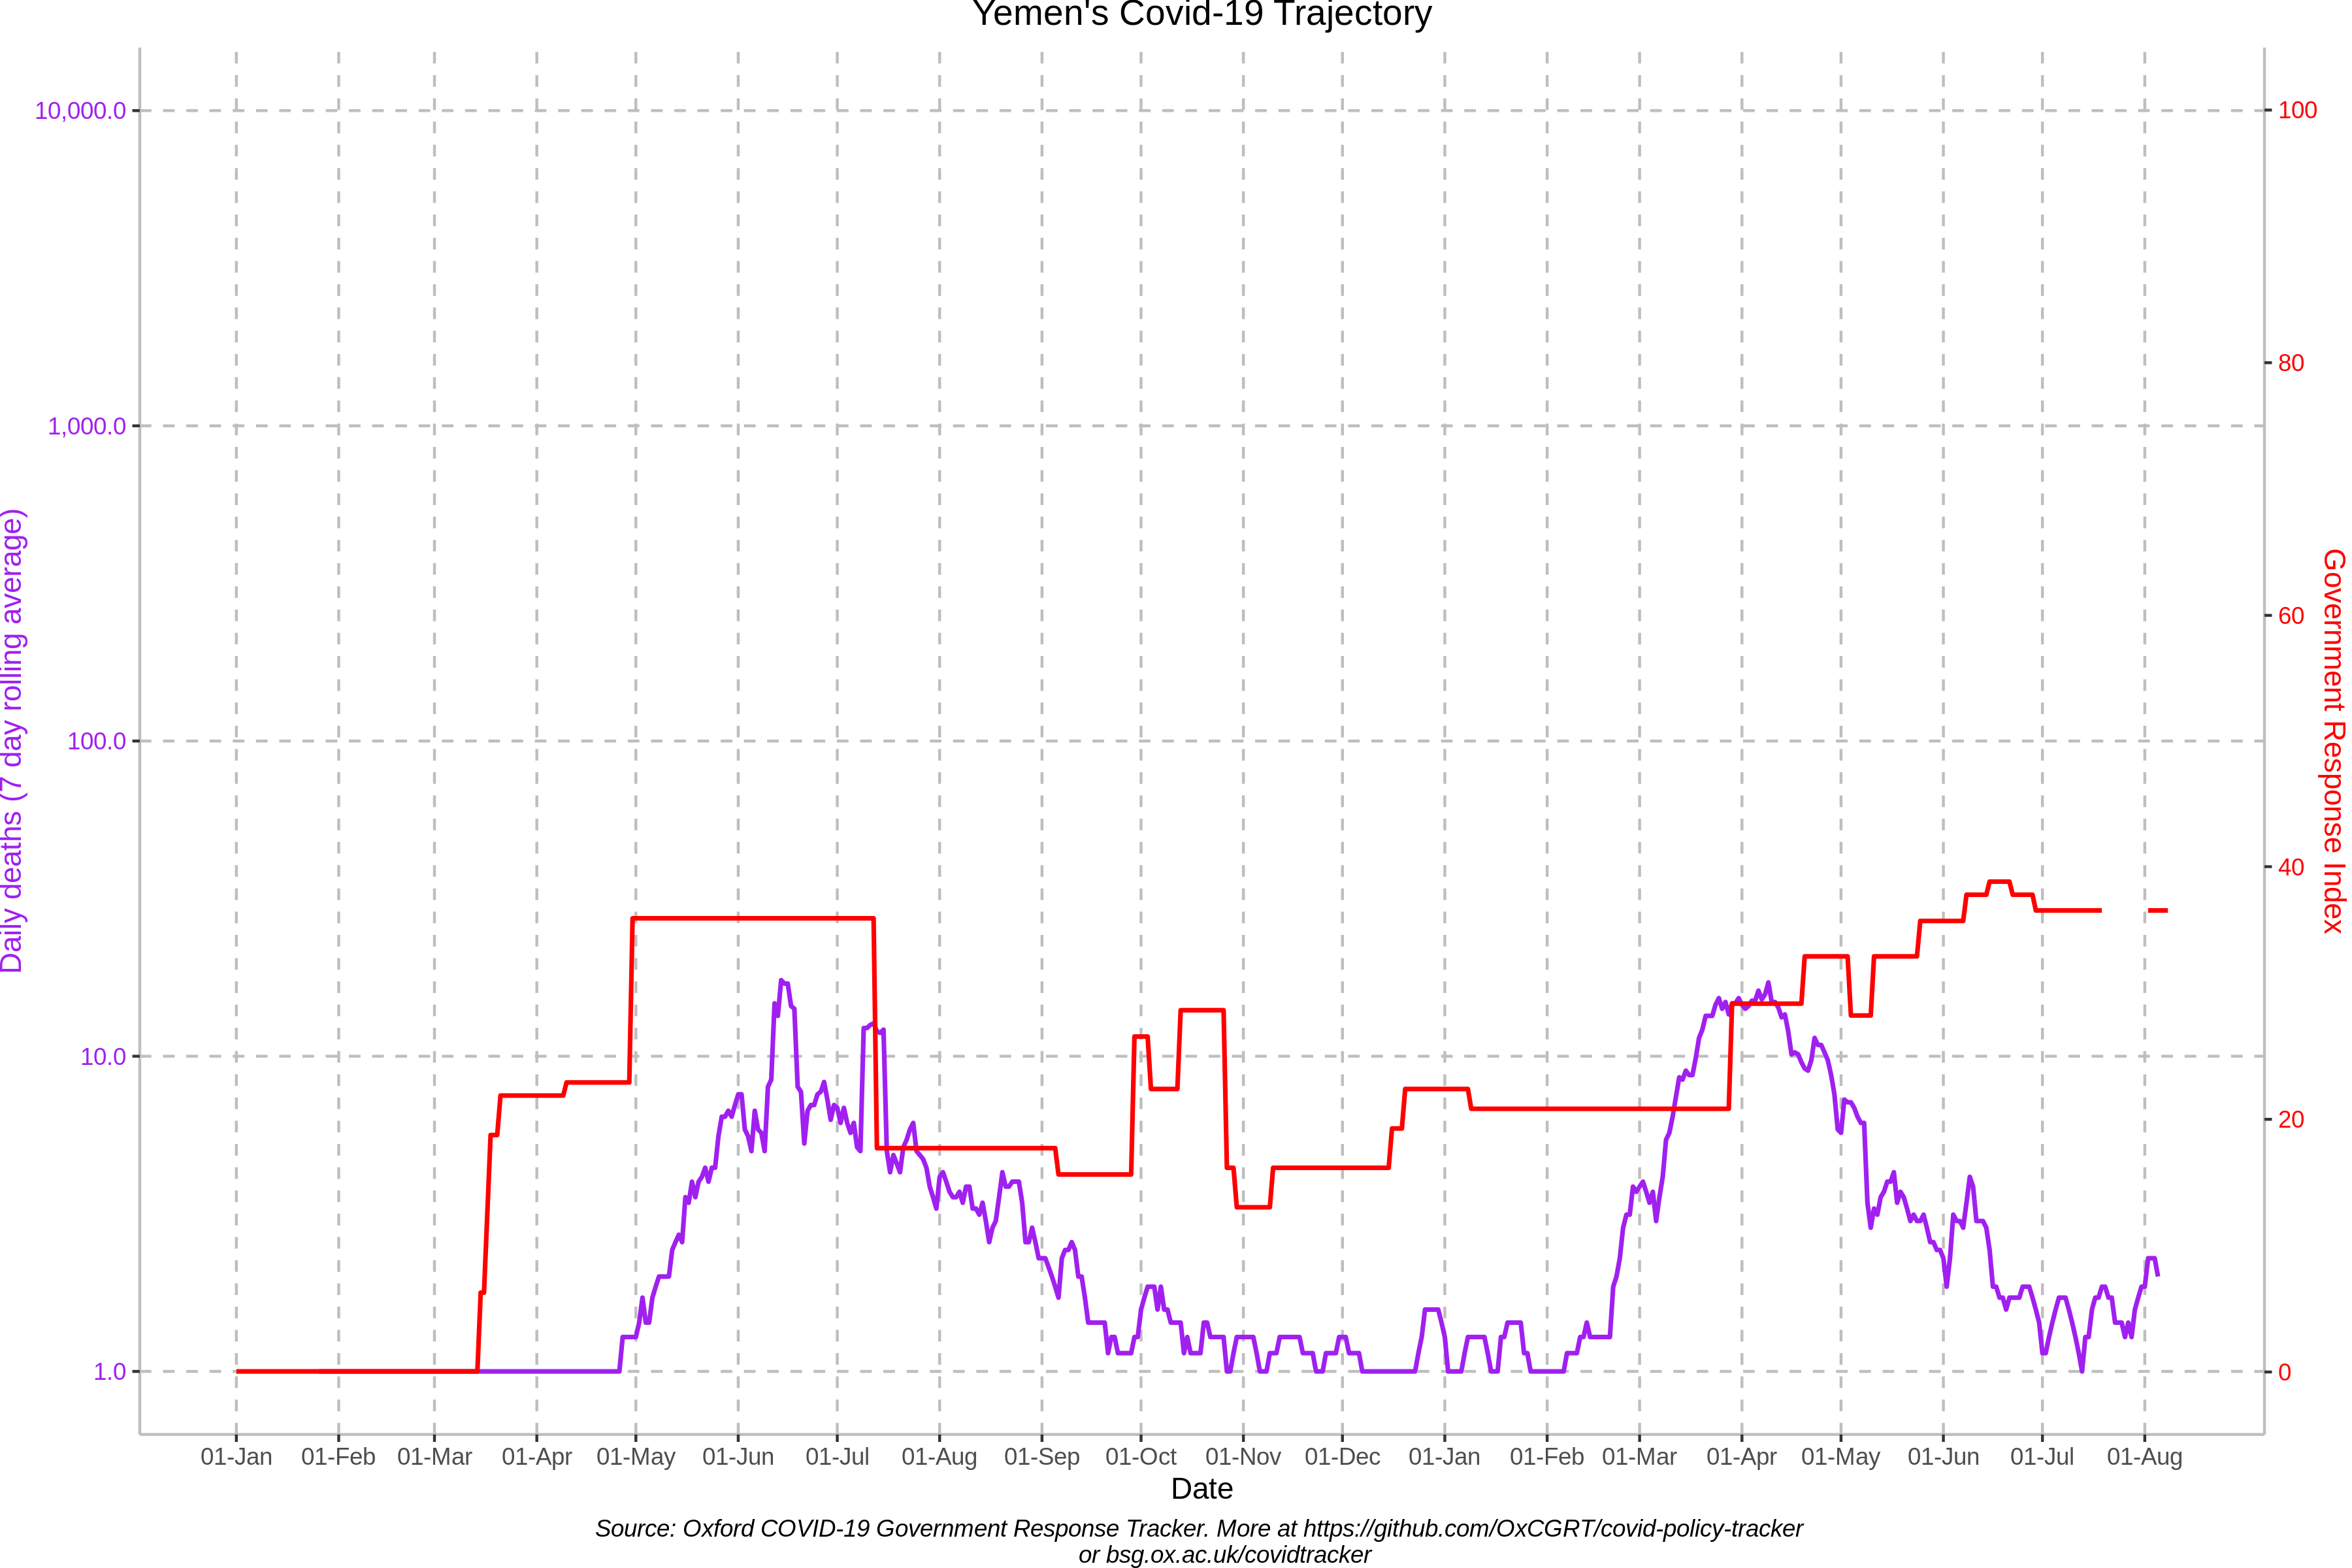 Yemen's Covid-19 Trajectory
10,000.0
1,000.0
100.0
10.0
1.0
Daily deaths (7 day rolling average)
100
80
60
40
20
0
Government Response Index
01-Jan 01-Feb 01-Mar 01-Apr 01-May 01-Jun 01-Jul 01-Aug 01-Sep 01-Oct 01-Nov 01-Dec 01-Jan 01-Feb 01-Mar 01-Apr 01-May 01-Jun 01-Jul 01-Aug
Date
Source: Oxford COVID-19 Government Response Tracker. More at https://github.com/OxCGRT/covid-policy-tracker
or bsg.ox.ac.uk/covidtracker